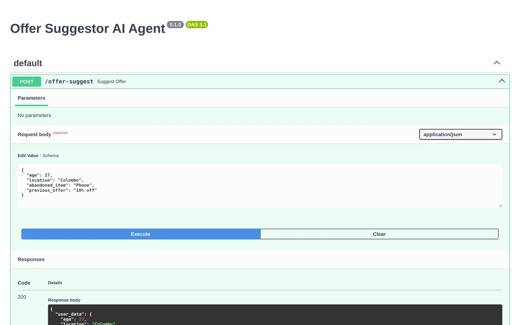 Offer Suggestor AI Agent 0.1.0 OAS 3.1
default
POST /offer-suggest Suggest Offer
Parameters
No parameters
Request body required
application/json
Edit Value | Schema
{
"age": 27,
"location": "Colombo",
"abandoned_item": "Phone",
"previous_offer": "10% off"
}
Execute
Clear
Responses
Code Details
200
Response body
{
"user_data": {
"age": 27,
"location": "Colombo"